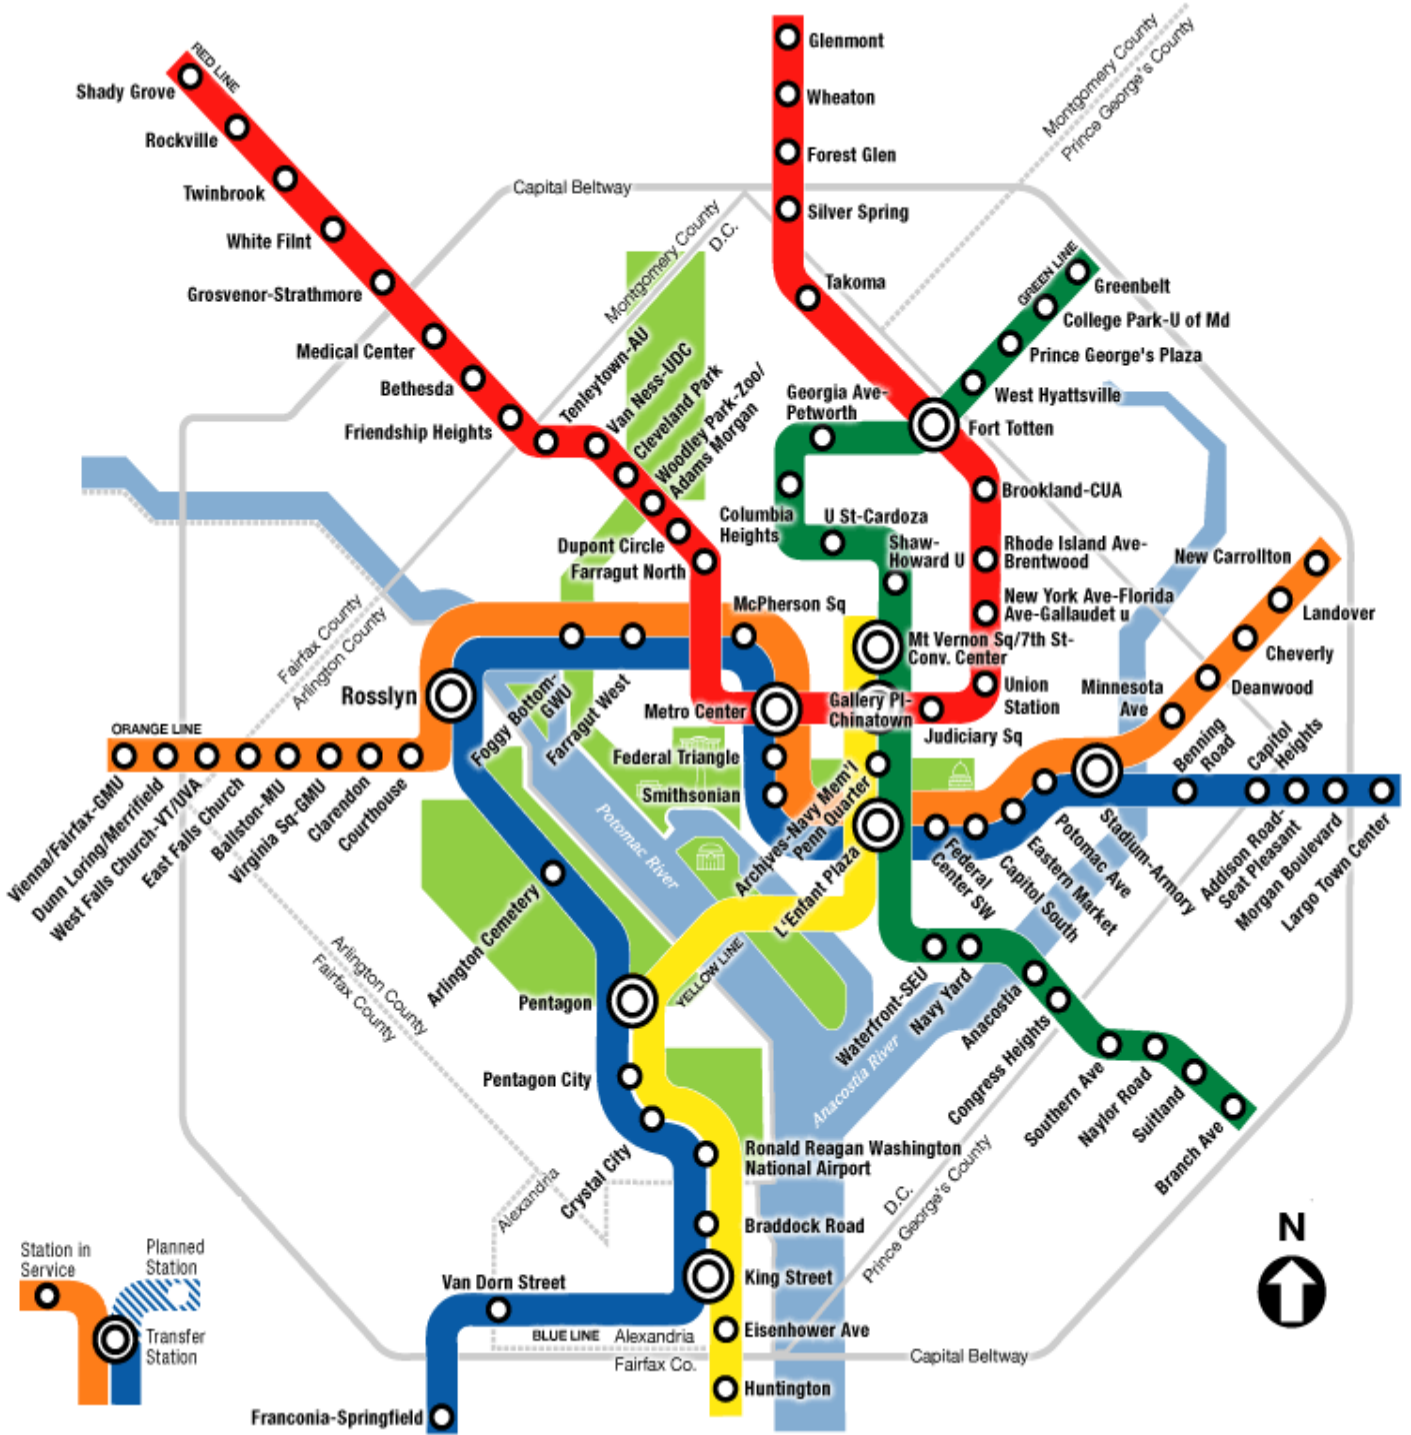 RED LINE
Shady Grove
Rockville
Twinbrook
White Filnt
Grosvenor-Strathmore
Medical Center
Bethesda
Friendship Heights
Tenleytown-AU
Van Ness-UDC
Cleveland Park
Woodley Park-Zoo/
Adams Morgan
Dupont Circle
Farragut North
Glenmont
Wheaton
Forest Glen
Silver Spring
Takoma
Capital Beltway
Montgomery County
D.C.
Montgomery County
Prince George's County
GREEN LINE
Greenbelt
College Park-U of Md
Prince George's Plaza
West Hyattsville
Fort Totten
Georgia Ave-
Petworth
Columbia
Heights
U St-Cardoza
Shaw-
Howard U
Brookland-CUA
Rhode Island Ave-
Brentwood
New York Ave-Florida
Ave-Gallaudet u
Mt Vernon Sq/7th St-
Conv. Center
Union
Station
Gallery Pl-
Chinatown
Judiciary Sq
McPherson Sq
Metro Center
Federal Triangle
Smithsonian
New Carrollton
Landover
Cheverly
Deanwood
Minnesota
Ave
Benning
Road
Capitol
Heights
Addison Road-
Seat Pleasant
Morgan Boulevard
Largo Town Center
Stadium-Armory
Potomac Ave
Eastern Market
Capitol South
Federal
Center SW
Archives-Navy Mem'l
Penn Quarter
L'Enfant Plaza
Fairfax County
Arlington County
Rosslyn
Foggy Bottom-
GWU
Farragut West
ORANGE LINE
Vienna/Fairfax-GMU
Dunn Loring/Merrifield
West Falls Church-VT/UVA
East Falls Church
Ballston-MU
Virginia Sq-GMU
Clarendon
Courthouse
Potomac River
Arlington Cemetery
Arlington County
Fairfax County
Pentagon
YELLOW LINE
Pentagon City
Crystal City
Ronald Reagan Washington
National Airport
Braddock Road
King Street
Eisenhower Ave
Huntington
Van Dorn Street
BLUE LINE
Alexandria
Alexandria
Fairfax Co.
Franconia-Springfield
Waterfront-SEU
Navy Yard
Anacostia
Congress Heights
Southern Ave
Naylor Road
Suitland
Branch Ave
Anacostia River
D.C.
Prince George's County
Capital Beltway
N
Station in
Service
Planned
Station
Transfer
Station